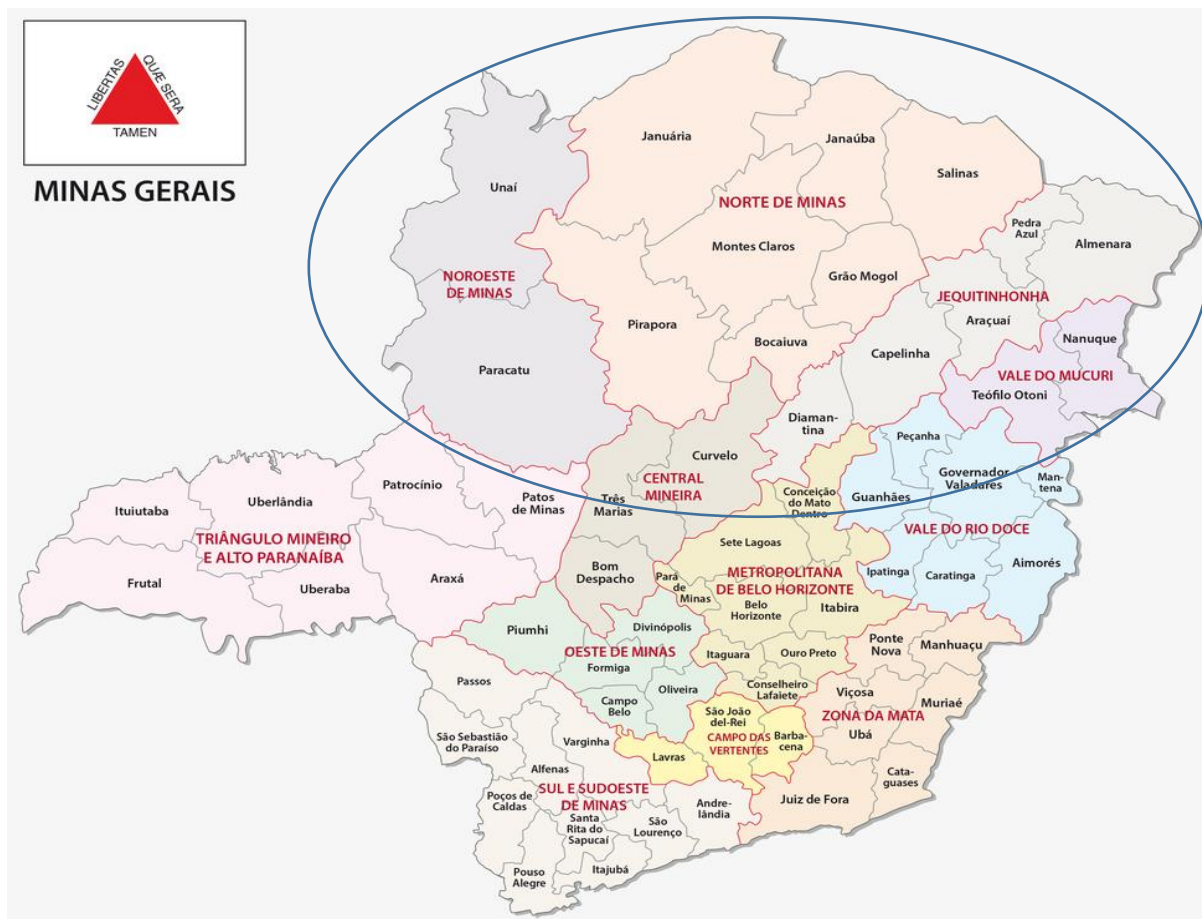 LIBERTAS
QUÆ SERA
TAMEN
MINAS GERAIS
Januária
Janaúba
Salinas
Unaí
NORTE DE MINAS
Pedra
Azul
Almenara
Montes Claros
Grão Mogol
NOROESTE
DE MINAS
JEQUITINHONHA
Araçuaí
Pirapora
Bocaiuva
Nanuque
Capelinha
Paracatu
VALE DO MUCURI
Teófilo Otoni
Diaman-
tina
Peçanha
Curvelo
Governador
Valadares
Man-
tena
CENTRAL
MINEIRA
Patrocínio
Uberlândia
Ituiutaba
Patos
de Minas
Três
Marias
Conceição
do Mato
Dentro
Guanhães
VALE DO RIO DOCE
TRIÂNGULO MINEIRO
E ALTO PARANAÍBA
Sete Lagoas
Aimorés
Bom
Despacho
Pará
de
Minas
METROPOLITANA
DE BELO HORIZONTE
Ipatinga
Caratinga
Frutal
Uberaba
Araxá
Belo
Horizonte
Itabira
Piumhi
Divinópolis
OESTE DE MINAS
Formiga
Itaguara
Ouro Preto
Ponte
Nova
Manhuaçu
Passos
Campo
Belo
Oliveira
Conselheiro
Lafaiete
Viçosa
Muriaé
São João
del-Rei
ZONA DA MATA
Ubá
São Sebastião
do Paraíso
Varginha
Lavras
CAMPO DAS
VERTENTES
Barba-
cena
Alfenas
SUL E SUDOESTE
DE MINAS
Cata-
guases
Poços de
Caldas
Andre-
lândia
Juiz de Fora
Santa
Rita do
Sapucaí
São
Lourenço
Pouso
Alegre
Itajubá